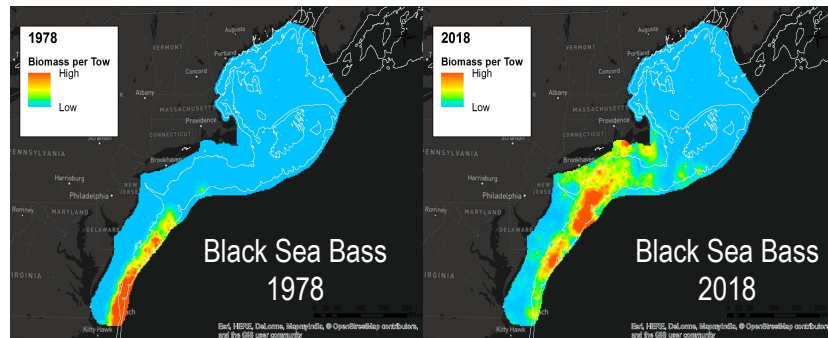 1978
Biomass per Tow
High
Low
Augusta
VERMONT
Portland
Concord
Albany
MASSACHUSETTS
Providence
CONNECTICUT
Brookhaven
PENNSYLVANIA
Harrisburg
NEW
JERSEY
Philadelphia
MARYLAND
Romney
DELAWARE
VIRGINIA
Kitty Hawk
Black Sea Bass
1978
Esri, HERE, DeLorme, MapmyIndia, © OpenStreetMap contributors,
and the GIS user community
2018
Biomass per Tow
High
Low
Augusta
VERMONT
Portland
Concord
Albany
MASSACHUSETTS
Providence
CONNECTICUT
Brookhaven
PENNSYLVANIA
Harrisburg
NEW
JERSEY
Philadelphia
MARYLAND
Romney
DELAWARE
VIRGINIA
Kitty Hawk
Black Sea Bass
2018
Esri, HERE, DeLorme, MapmyIndia, © OpenStreetMap contributors,
and the GIS user community